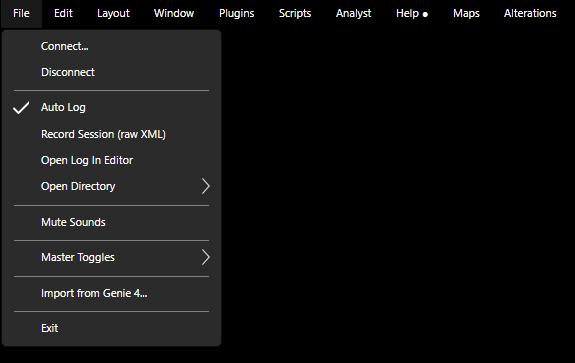 File Edit Layout Window Plugins Scripts Analyst Help ● Maps Alterations
Connect...
Disconnect
Auto Log
Record Session (raw XML)
Open Log In Editor
Open Directory
Mute Sounds
Master Toggles
Import from Genie 4...
Exit